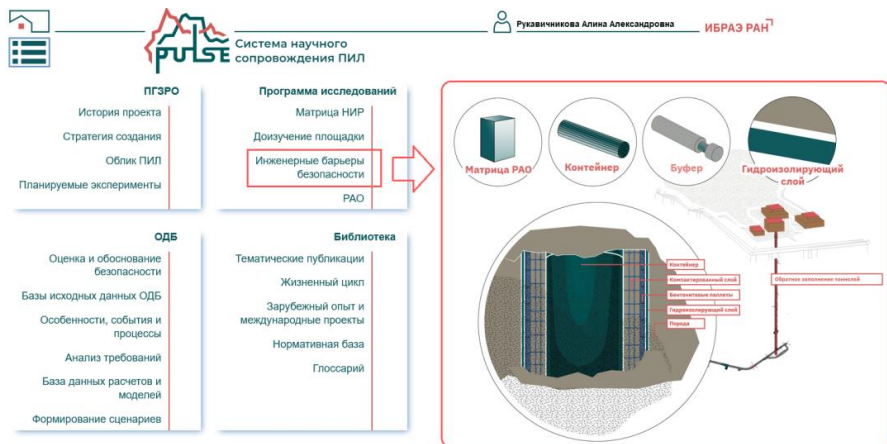 Рукавичникова Алина Александровна
ИБРАЭ РАН
PULSE
Система научного
сопровождения ПИЛ
ПГЗРО
История проекта
Стратегия создания
Облик ПИЛ
Планируемые эксперименты
Программа исследований
Матрица НИР
Доизучение площадки
Инженерные барьеры
безопасности
РАО
ОДБ
Оценка и обоснование
безопасности
Базы исходных данных ОДБ
Особенности, события и
процессы
Анализ требований
База данных расчетов и
моделей
Формирование сценариев
Библиотека
Тематические публикации
Жизненный цикл
Зарубежный опыт и
международные проекты
Нормативная база
Глоссарий
Матрица РАО
Контейнер
Буфер
Гидроизолирующий
слой
Контейнер
Компактированный слой
Бентонитовые паллеты
Гидроизолирующий слой
Порода
Обратное заполнение тоннелей